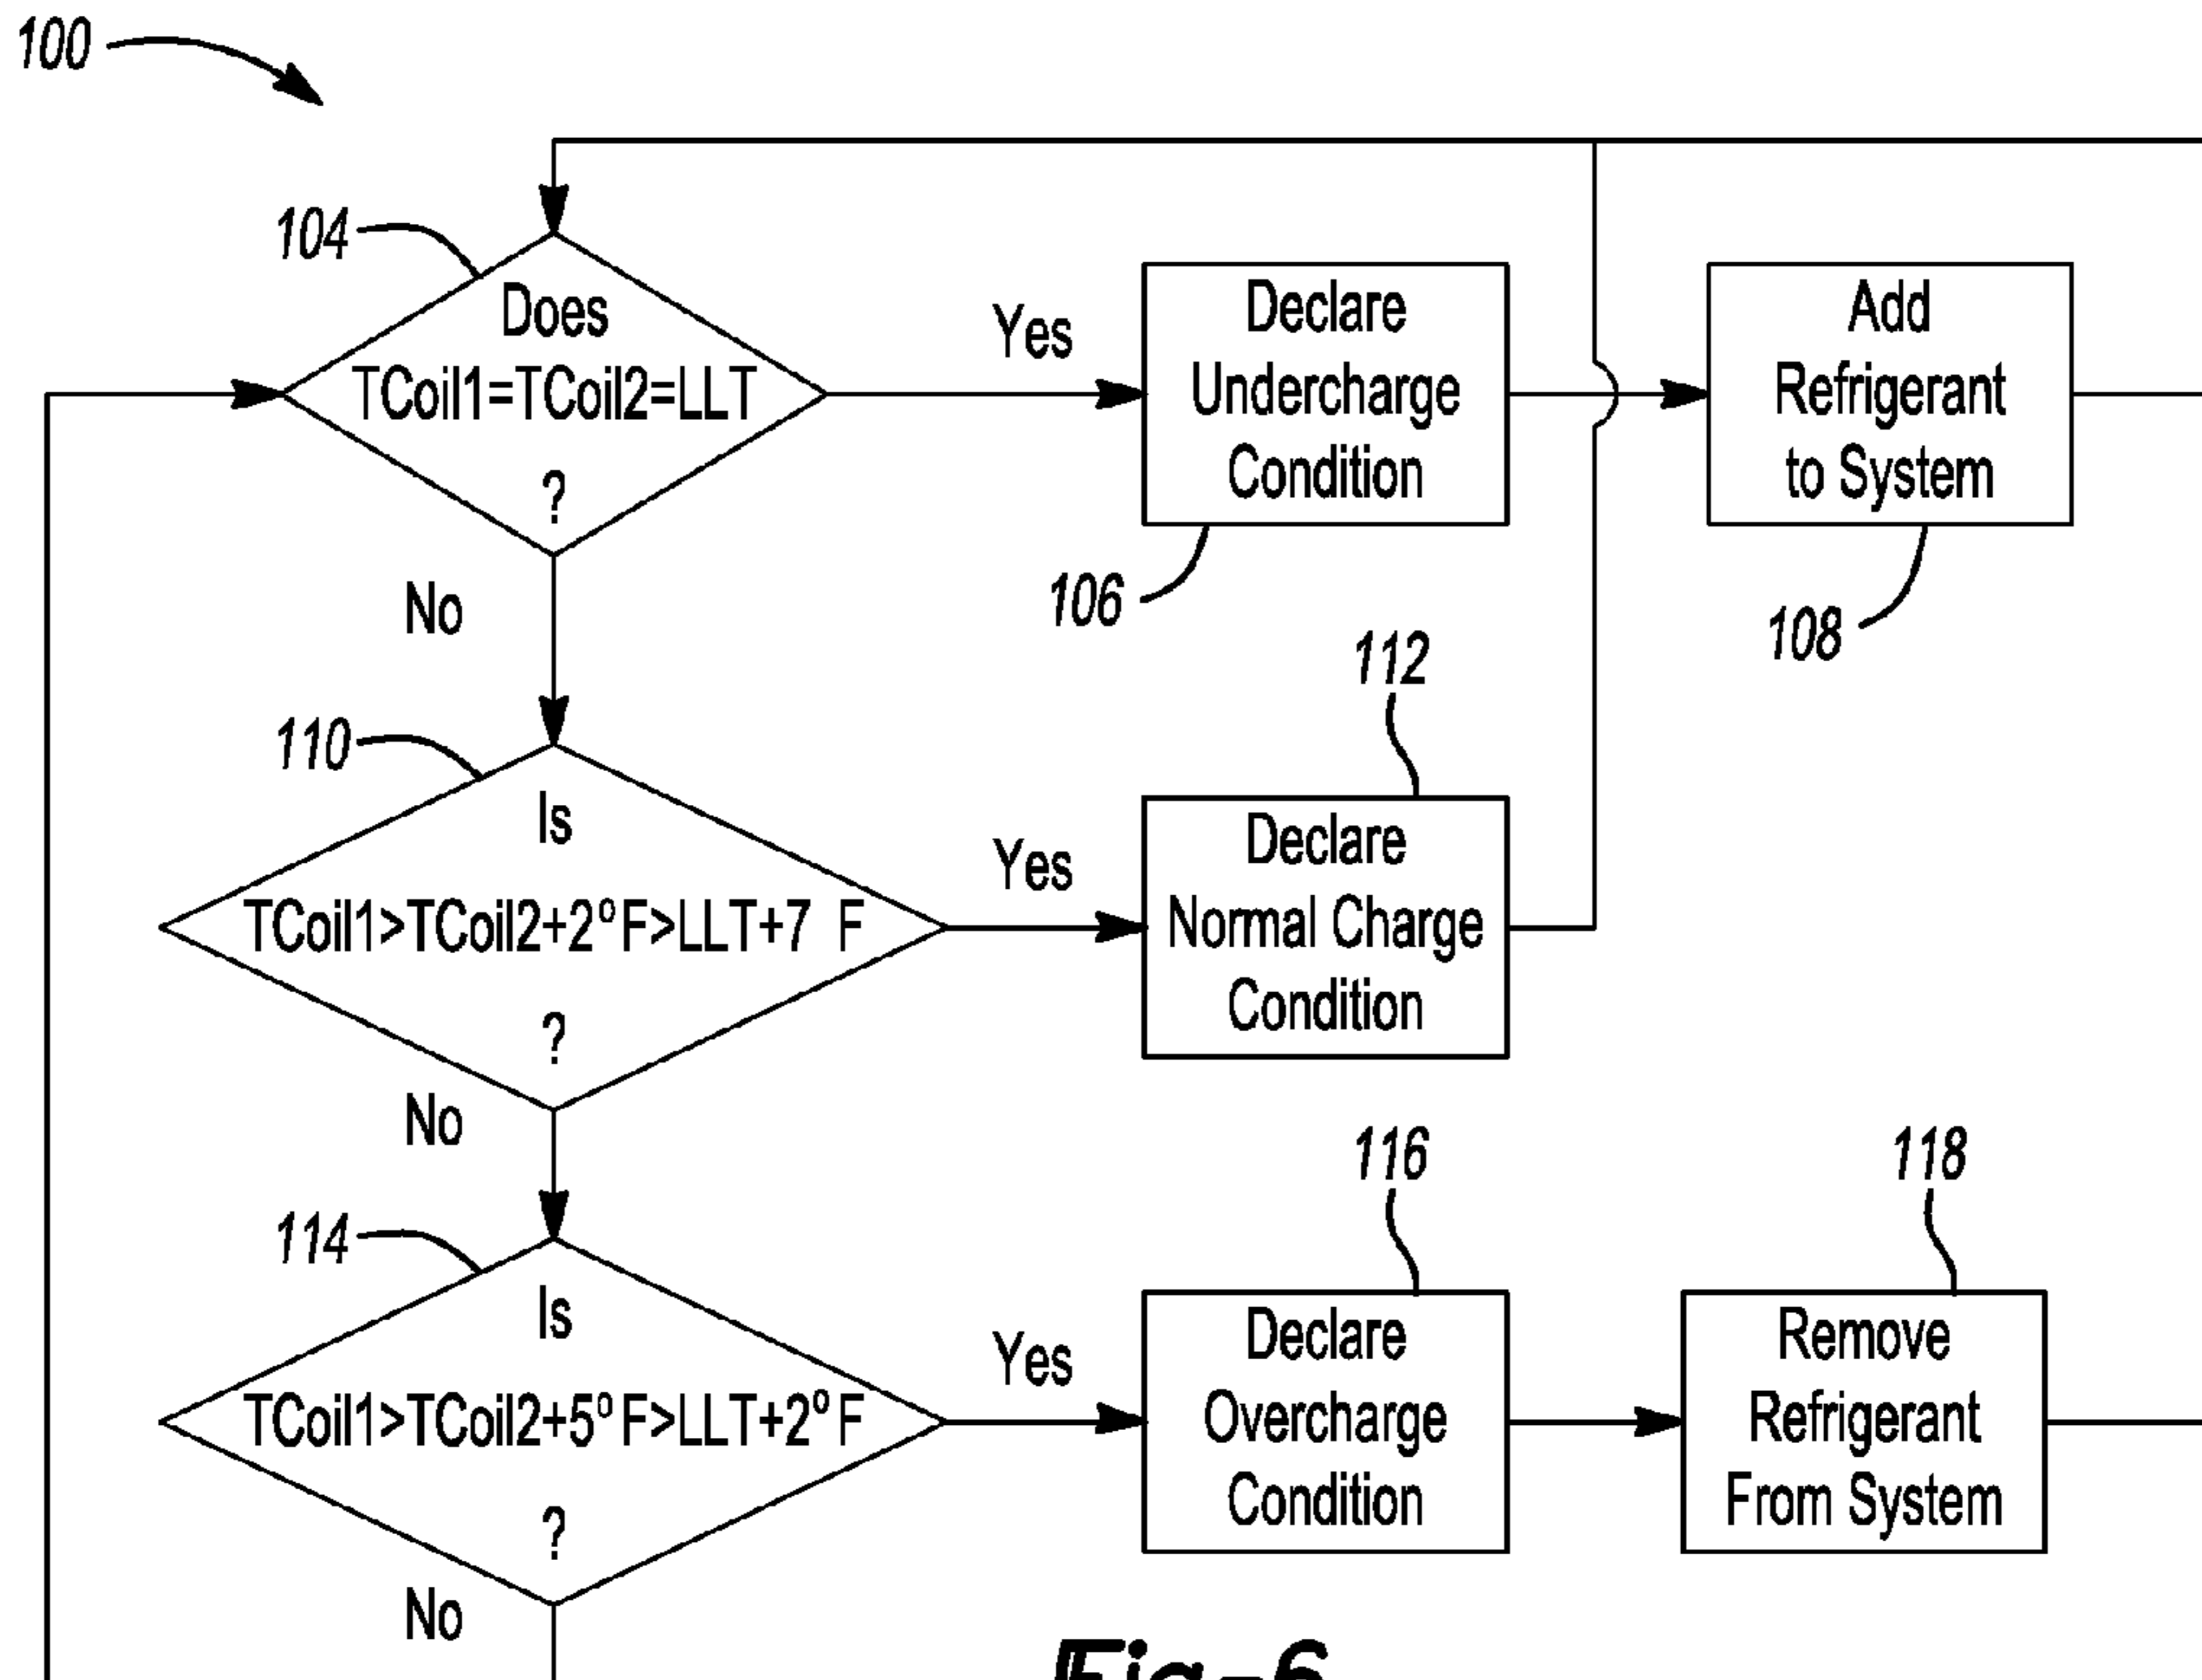 100
104
Does
TCoil1=TCoil2=LLT
?
Yes
Declare
Undercharge
Condition
106
Add
Refrigerant
to System
108
No
110
Is
TCoil1>TCoil2+2°F>LLT+7 F
?
Yes
112
Declare
Normal Charge
Condition
No
114
Is
TCoil1>TCoil2+5°F>LLT+2°F
?
Yes
116
Declare
Overcharge
Condition
118
Remove
Refrigerant
From System
No
Fig-6